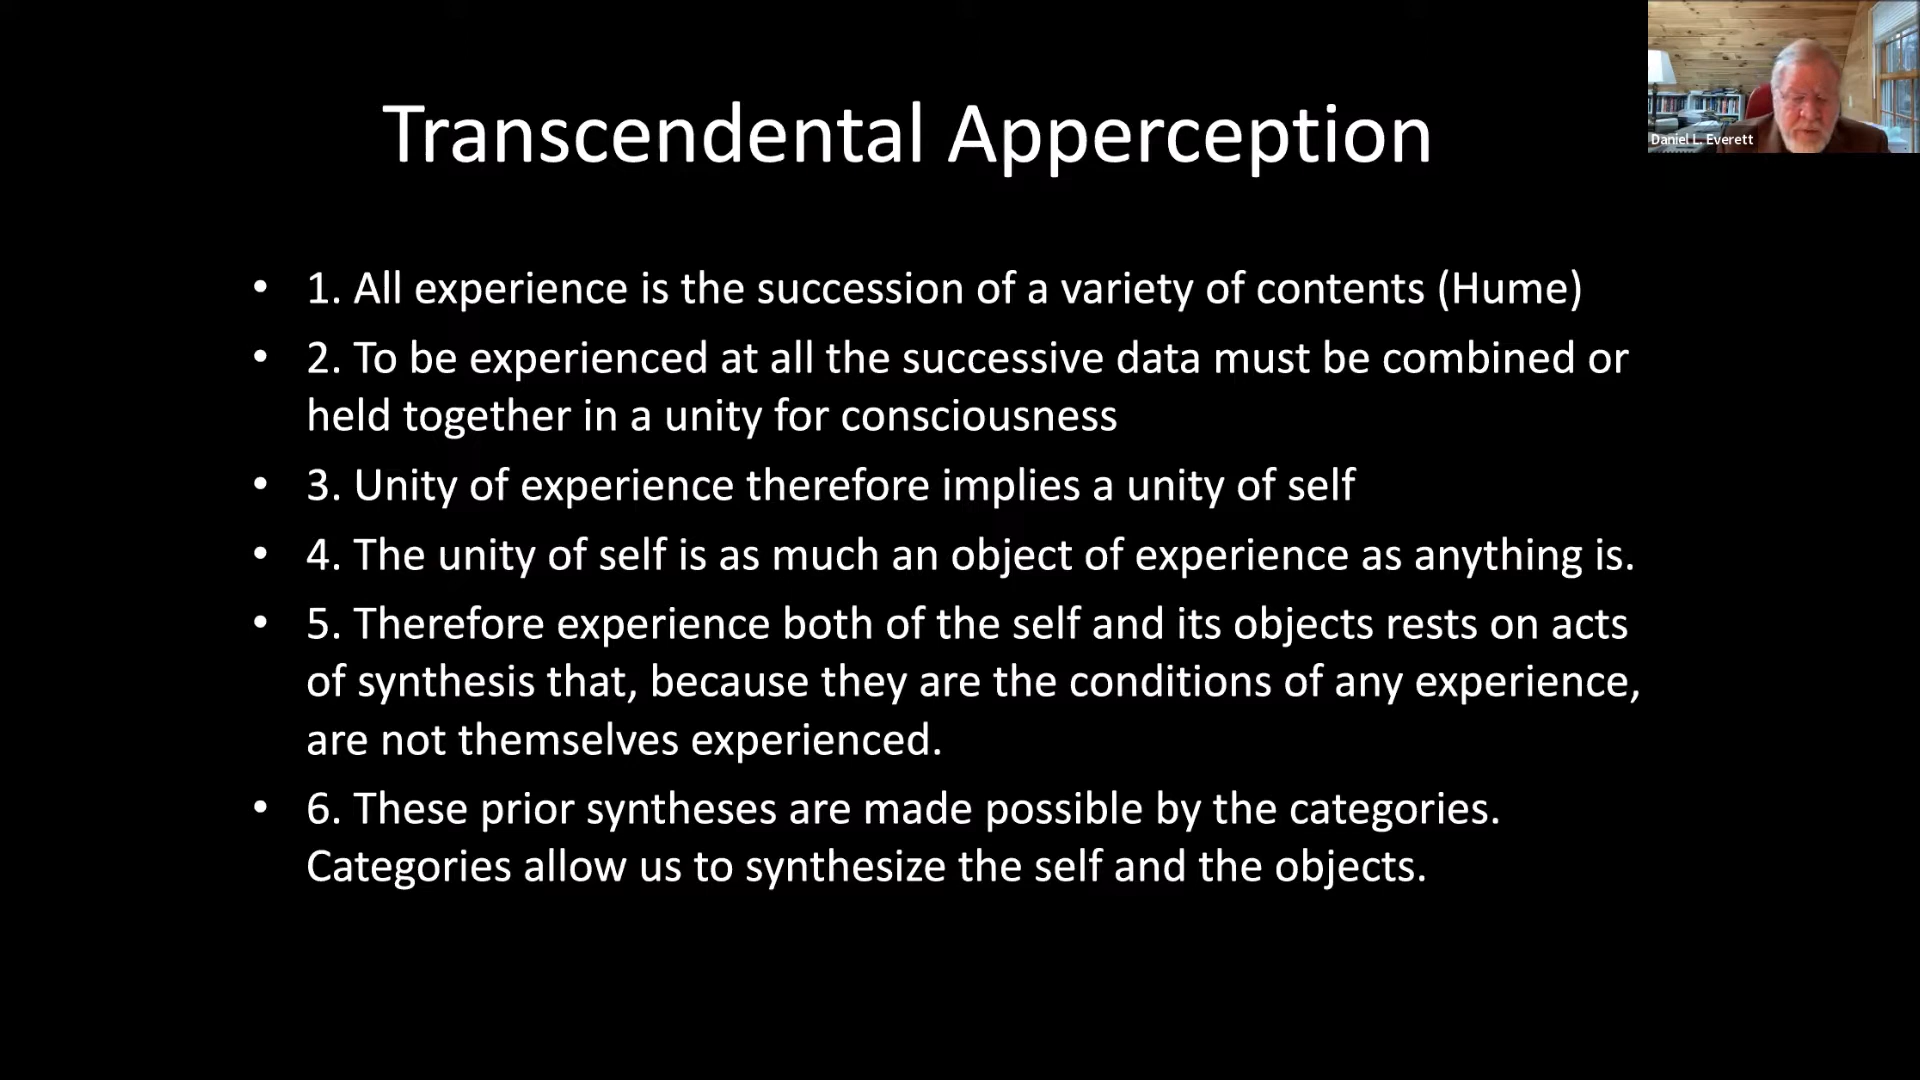 Transcendental Apperception
Daniel L. Everett
• 1. All experience is the succession of a variety of contents (Hume)
• 2. To be experienced at all the successive data must be combined or
held together in a unity for consciousness
• 3. Unity of experience therefore implies a unity of self
• 4. The unity of self is as much an object of experience as anything is.
• 5. Therefore experience both of the self and its objects rests on acts
of synthesis that, because they are the conditions of any experience,
are not themselves experienced.
• 6. These prior syntheses are made possible by the categories.
Categories allow us to synthesize the self and the objects.